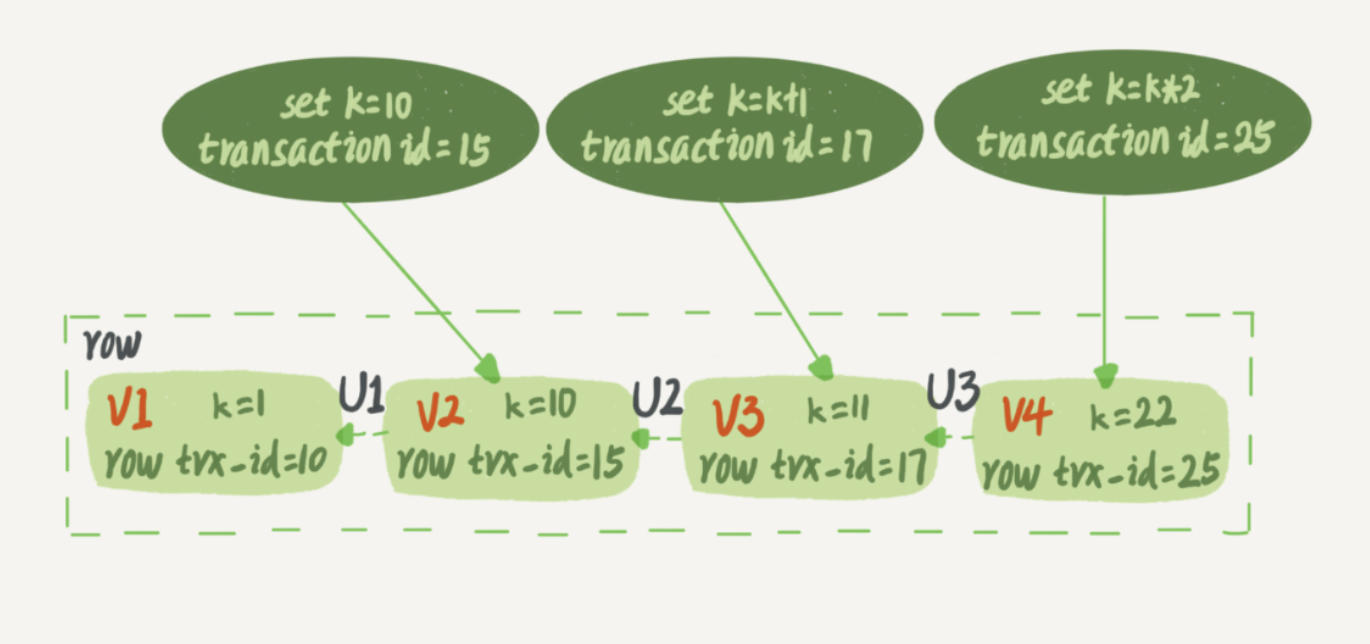 set k=10
transaction id=15
set k=k+1
transaction id=17
set k=k*2
transaction id=25
row
V1 k=1
row trx-id=10
U1
V2 k=10
row trx-id=15
U2
V3 k=11
row trx-id=17
U3
V4 k=22
row trx-id=25